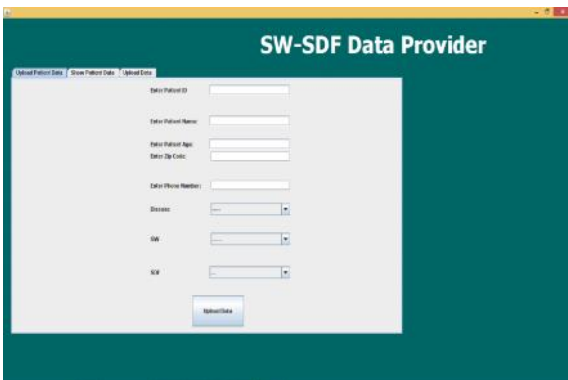 SW-SDF Data Provider
Upload Patient Data Show Patient Data Upload Data
Enter Patient ID
Enter Patient Name:
Enter Patient Age:
Enter Zip Code:
Enter Phone Number:
Disease:
SW
SDF
Upload Data